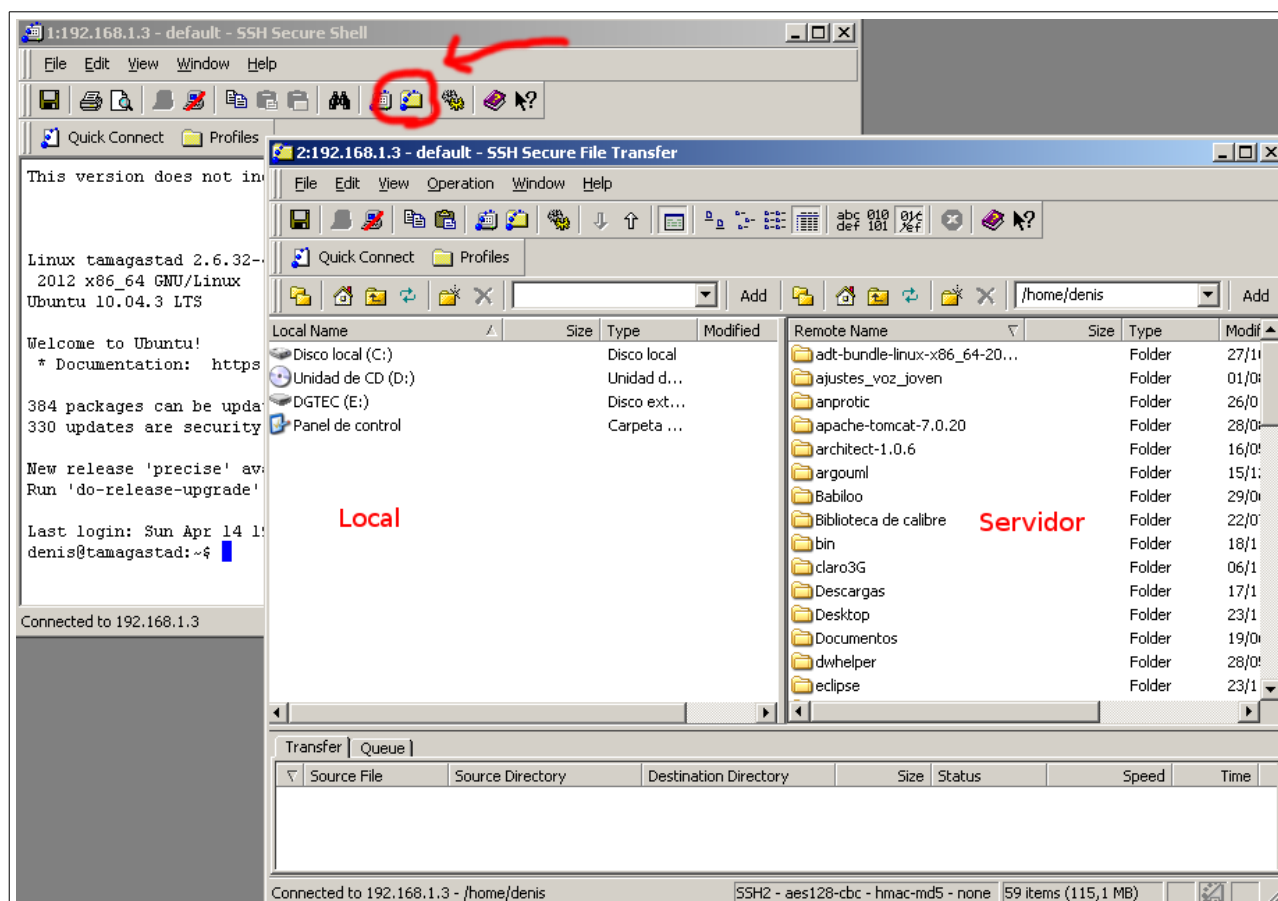 1:192.168.1.3 - default - SSH Secure Shell
File Edit View Window Help
Quick Connect Profiles
This version does not in
Linux tamagastad 2.6.32-
2012 x86_64 GNU/Linux
Ubuntu 10.04.3 LTS
Welcome to Ubuntu!
* Documentation: https
384 packages can be upda
330 updates are security
New release 'precise' av
Run 'do-release-upgrade'
Last login: Sun Apr 14 1
denis@tamagastad:~$
Connected to 192.168.1.3
2:192.168.1.3 - default - SSH Secure File Transfer
File Edit View Operation Window Help
abc def 010 101
Quick Connect Profiles
Add
/home/denis Add
Local Name Size Type Modified
Disco local (C:) Disco local
Unidad de CD (D:) Unidad d...
DGTEC (E:) Disco ext...
Panel de control Carpeta ...
Local
Remote Name Size Type Modif
adt-bundle-linux-x86_64-20... Folder 27/1
ajustes_voz_joven Folder 01/0
anprotic Folder 26/0
apache-tomcat-7.0.20 Folder 28/0
architect-1.0.6 Folder 16/0
argouml Folder 15/1
Babiloo Folder 29/0
Biblioteca de calibre Folder 22/0
Servidor
bin Folder 18/1
claro3G Folder 06/1
Descargas Folder 17/1
Desktop Folder 23/1
Documentos Folder 19/0
dwhelper Folder 28/0
eclipse Folder 23/1
Transfer Queue
Source File Source Directory Destination Directory Size Status Speed Time
Connected to 192.168.1.3 - /home/denis SSH2 - aes128-cbc - hmac-md5 - none 59 items (115,1 MB)